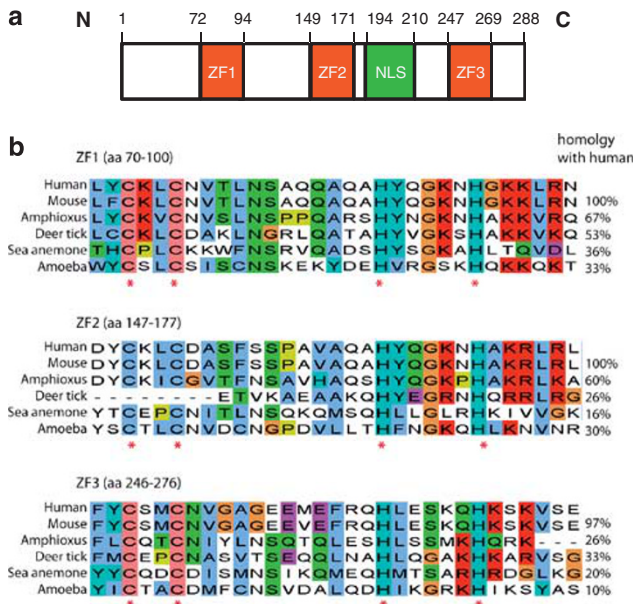 a N 1 72 94 149 171 194 210 247 269 288 C
ZF1 ZF2 NLS ZF3
b
homolgy
with human
ZF1 (aa 70-100)
Human LYCKLCNVTLNSAQQAQAHYQGKNHGKKLRN
Mouse LFCKLCNVTLNSAQQAQAHYQGKNHGKKLRN 100%
Amphioxus LYCKVCNVSLNSPPQARSHYNGKNHAKKVRQ 67%
Deer tick LCCKLCDAKLNGRLQATAHYVGKSHAKKVKQ 53%
Sea anemone THCPLCKKWFNSRVQADSHYSGKAHLTQVDL 36%
Amoeba WYCSLCSISCNSKEKYDEHVRGSKHQKKQKT 33%
* * * *
ZF2 (aa 147-177)
Human DYCKLCDASFSSPAVAQAHYQGKNHAKRLRL
Mouse DYCKLCDASFSSPAVAQAHYQGKNHAKRLRL 100%
Amphioxus DYCKICGVTFNSAVHAQSHYQGKPHAKRLKA 60%
Deer tick --------ETVKAEAAKQHYEGRNHQRRLRG 26%
Sea anemone YTCEPCNITLNSQKQMSQHLLGLRHKIVVGK 16%
Amoeba YSCTLCNVDCNGPDVLLTHFNGKQHLKNVNR 30%
* * * *
ZF3 (aa 246-276)
Human FYCSMCNVGAGEEMEFRQHLESKQHKSKVSE
Mouse FYCSMCNVGAGEEVEFRQHLESKQHKSKVSE 97%
Amphioxus FLCQTCNIYLNSQTQLESHLSSMKHQRK--- 26%
Deer tick FMCEPCNASVTSEQQLNAHLQGAKHKARVSG 33%
Sea anemone YYCQDCDISMNSIKQMEQHMTSARHRDGLKG 20%
Amoeba YICTACDMFCNSVDALQDHIKGRKHIKSYAS 10%
* * * *